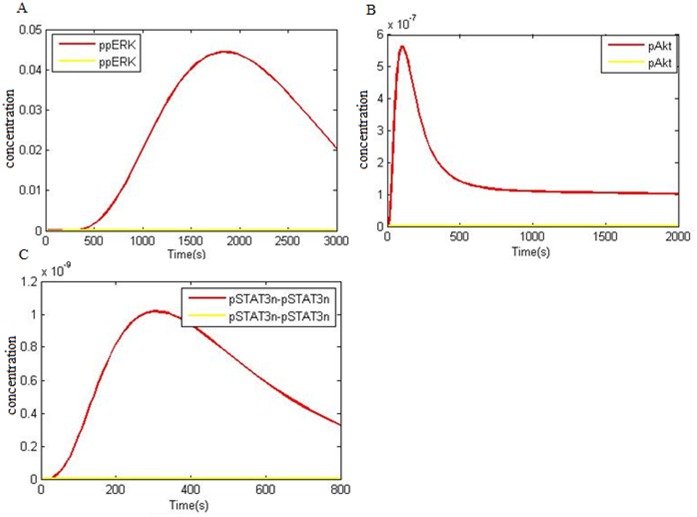 A
ppERK
ppERK
0.05
0.04
0.03
0.02
0.01
0
concentration
0 500 1000 1500 2000 2500 3000
Time(s)
B
x 10^-7
pAkt
pAkt
6
5
4
3
2
1
0
concentration
0 500 1000 1500 2000
Time(s)
C
x 10^-9
pSTAT3n-pSTAT3n
pSTAT3n-pSTAT3n
1.2
1
0.8
0.6
0.4
0.2
0
concentration
0 200 400 600 800
Time(s)